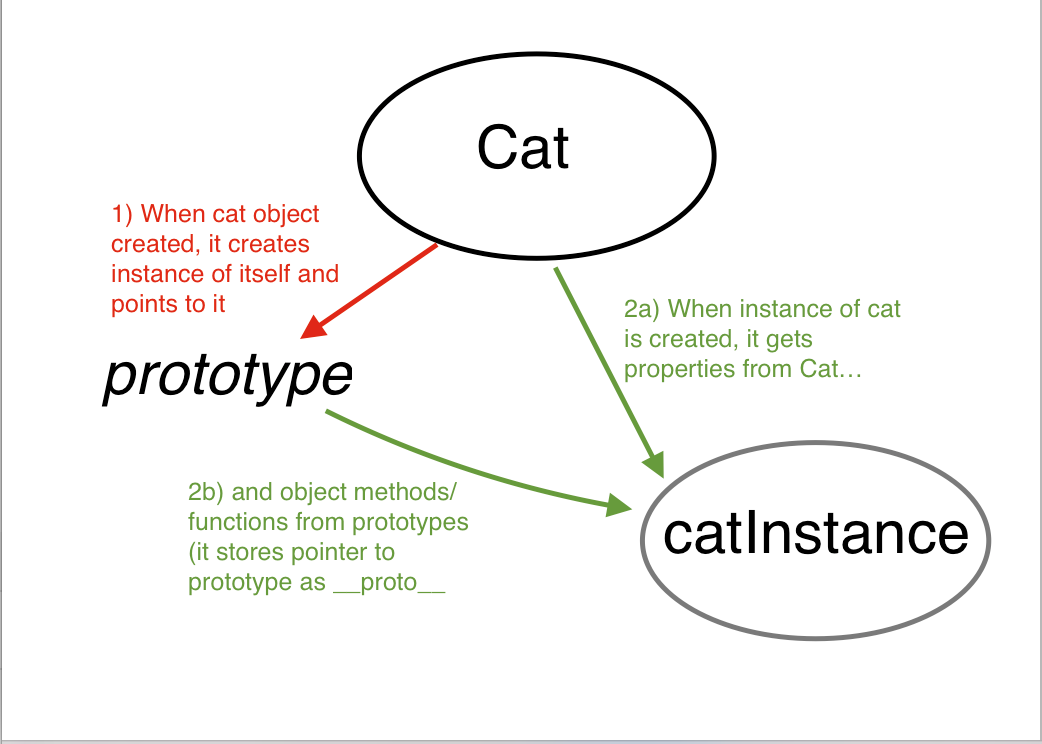 Cat
1) When cat object
created, it creates
instance of itself and
points to it
prototype
2a) When instance of cat
is created, it gets
properties from Cat…
2b) and object methods/
functions from prototypes
(it stores pointer to
prototype as __proto__
catInstance